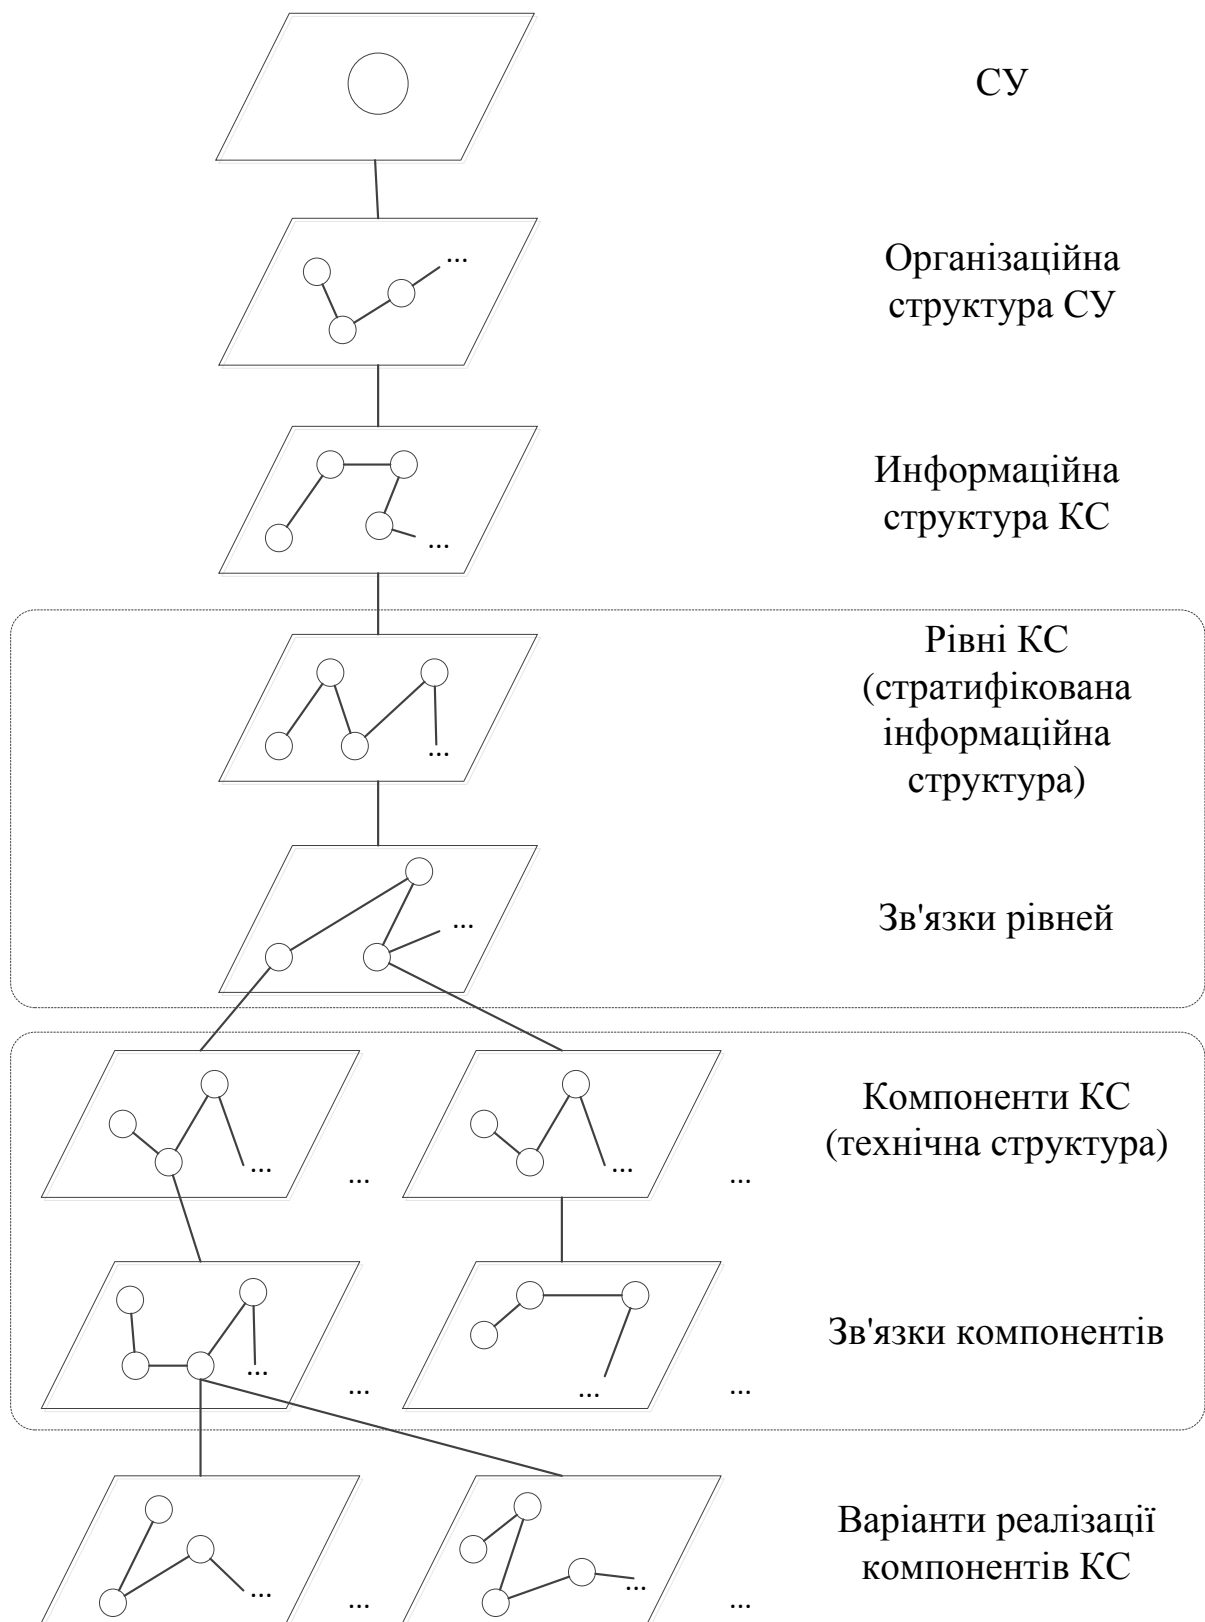 СУ
Організаційна
структура СУ
...
Информаційна
структура КС
...
Рівні КС
(стратифікована
інформаційна
структура)
...
Зв'язки рівней
...
Компоненти КС
(технічна структура)
...
...
...
...
Зв'язки компонентів
...
...
...
...
Варіанти реалізації
компонентів КС
...
...
...
...